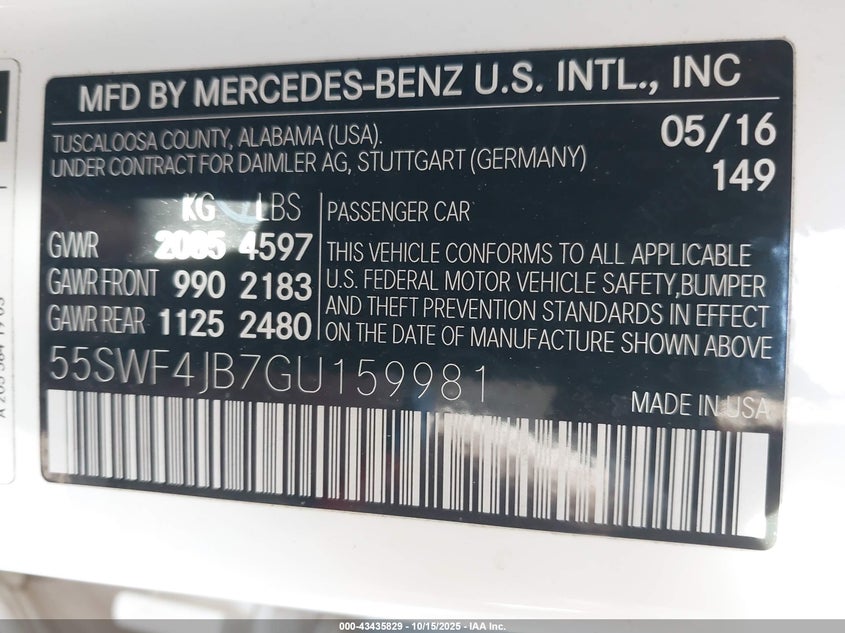 MFD BY MERCEDES-BENZ U.S. INTL., INC
TUSCALOOSA COUNTY, ALABAMA (USA).
UNDER CONTRACT FOR DAIMLER AG, STUTTGART (GERMANY)
05/16
149
KG LBS
GVWR 2085 4597
GAWR FRONT 990 2183
GAWR REAR 1125 2480
PASSENGER CAR
THIS VEHICLE CONFORMS TO ALL APPLICABLE
U.S. FEDERAL MOTOR VEHICLE SAFETY,BUMPER
AND THEFT PREVENTION STANDARDS IN EFFECT
ON THE DATE OF MANUFACTURE SHOWN ABOVE
55SWF4JB7GU159981
MADE IN USA
000-43435829 - 10/15/2025 - IAA Inc.